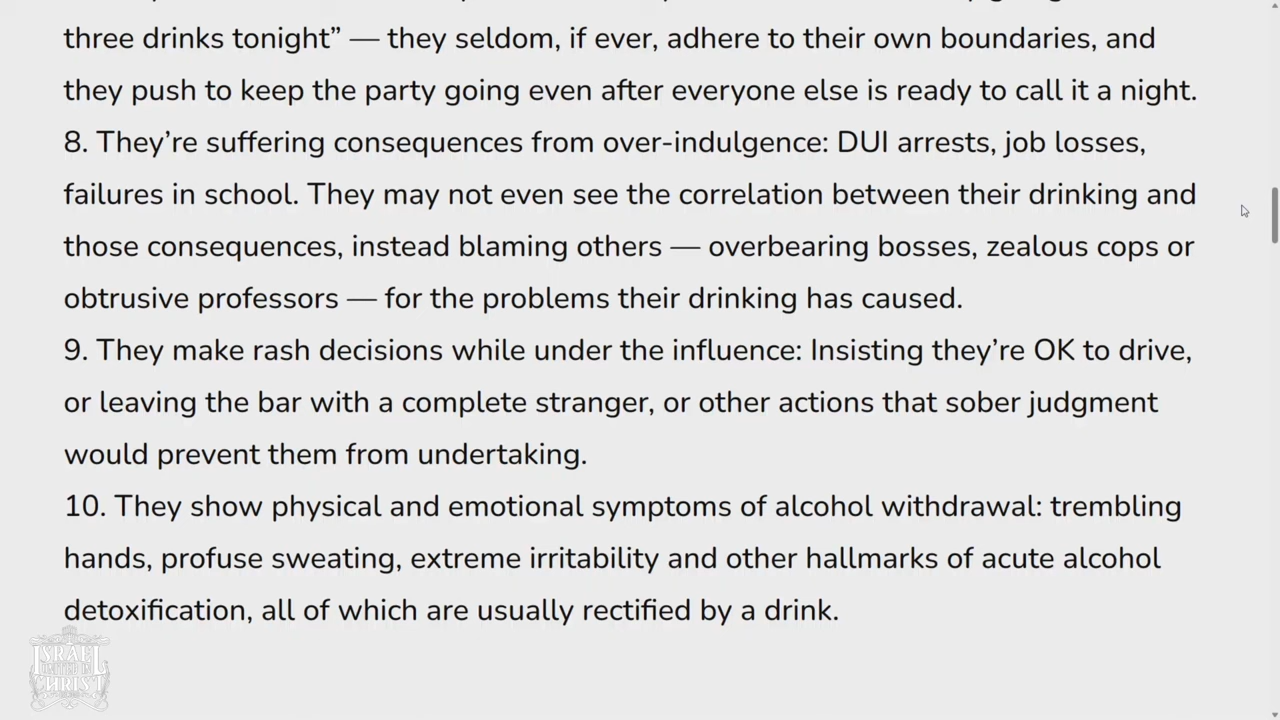 three drinks tonight” — they seldom, if ever, adhere to their own boundaries, and
they push to keep the party going even after everyone else is ready to call it a night.
8. They’re suffering consequences from over-indulgence: DUI arrests, job losses,
failures in school. They may not even see the correlation between their drinking and
those consequences, instead blaming others — overbearing bosses, zealous cops or
obtrusive professors — for the problems their drinking has caused.
9. They make rash decisions while under the influence: Insisting they’re OK to drive,
or leaving the bar with a complete stranger, or other actions that sober judgment
would prevent them from undertaking.
10. They show physical and emotional symptoms of alcohol withdrawal: trembling
hands, profuse sweating, extreme irritability and other hallmarks of acute alcohol
detoxification, all of which are usually rectified by a drink.
ISRAEL
UNITED IN
CHRIST